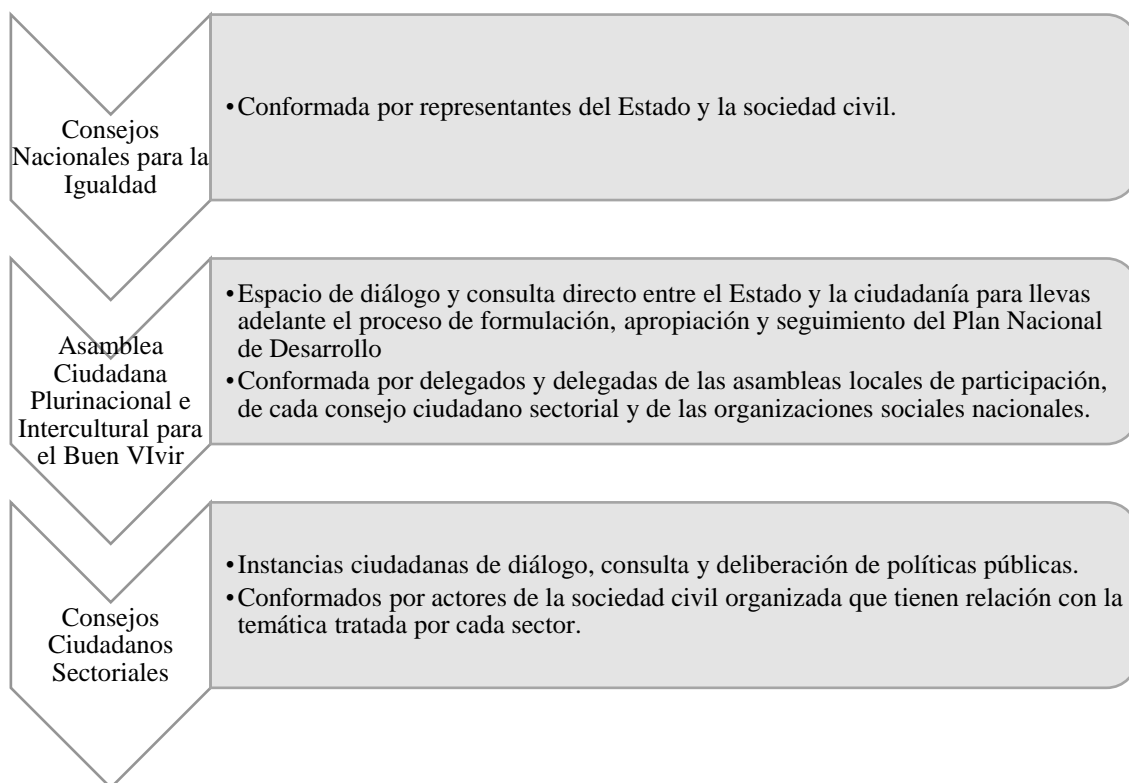 Consejos
Nacionales para la
Igualdad
•Conformada por representantes del Estado y la sociedad civil.
Asamblea
Ciudadana
Plurinacional e
Intercultural para
el Buen VIvir
•Espacio de diálogo y consulta directo entre el Estado y la ciudadanía para llevas
adelante el proceso de formulación, apropiación y seguimiento del Plan Nacional
de Desarrollo
•Conformada por delegados y delegadas de las asambleas locales de participación,
de cada consejo ciudadano sectorial y de las organizaciones sociales nacionales.
Consejos
Ciudadanos
Sectoriales
•Instancias ciudadanas de diálogo, consulta y deliberación de políticas públicas.
•Conformados por actores de la sociedad civil organizada que tienen relación con la
temática tratada por cada sector.